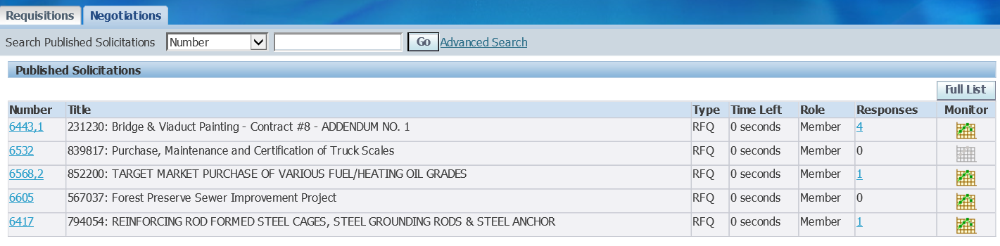 Requisitions Negotiations
Search Published Solicitations Number Go Advanced Search
Published Solicitations
Full List
Number Title Type Time Left Role Responses Monitor
6443,1 231230: Bridge & Viaduct Painting - Contract #8 - ADDENDUM NO. 1 RFQ 0 seconds Member 4
6532 839817: Purchase, Maintenance and Certification of Truck Scales RFQ 0 seconds Member 0
6568,2 852200: TARGET MARKET PURCHASE OF VARIOUS FUEL/HEATING OIL GRADES RFQ 0 seconds Member 1
6605 567037: Forest Preserve Sewer Improvement Project RFQ 0 seconds Member 0
6417 794054: REINFORCING ROD FORMED STEEL CAGES, STEEL GROUNDING RODS & STEEL ANCHOR RFQ 0 seconds Member 1